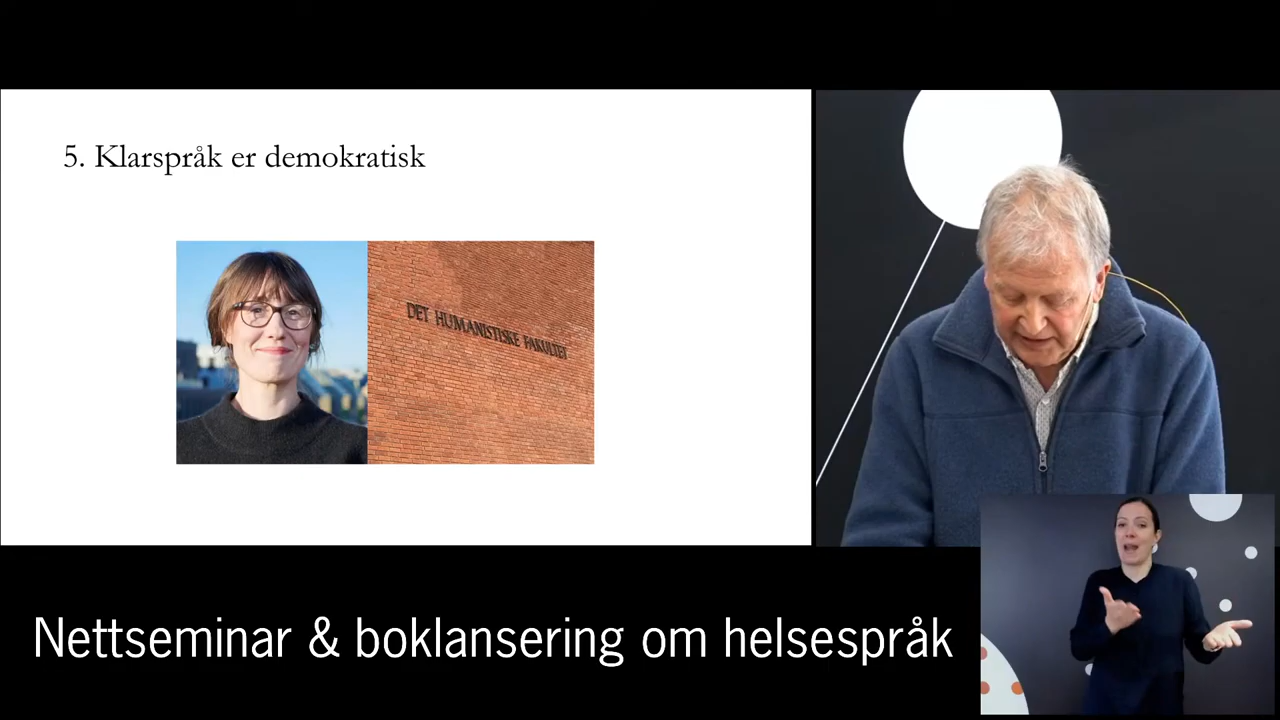 5. Klarspråk er demokratisk
DET HUMANISTISKE FAKULTET
Nettseminar & boklansering om helsespråk